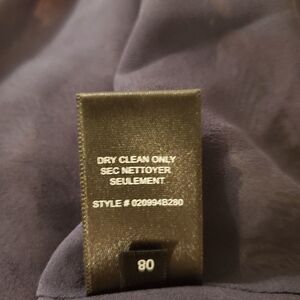 DRY CLEAN ONLY
SEC NETTOYER
SEULEMENT
STYLE # 020994B280
80